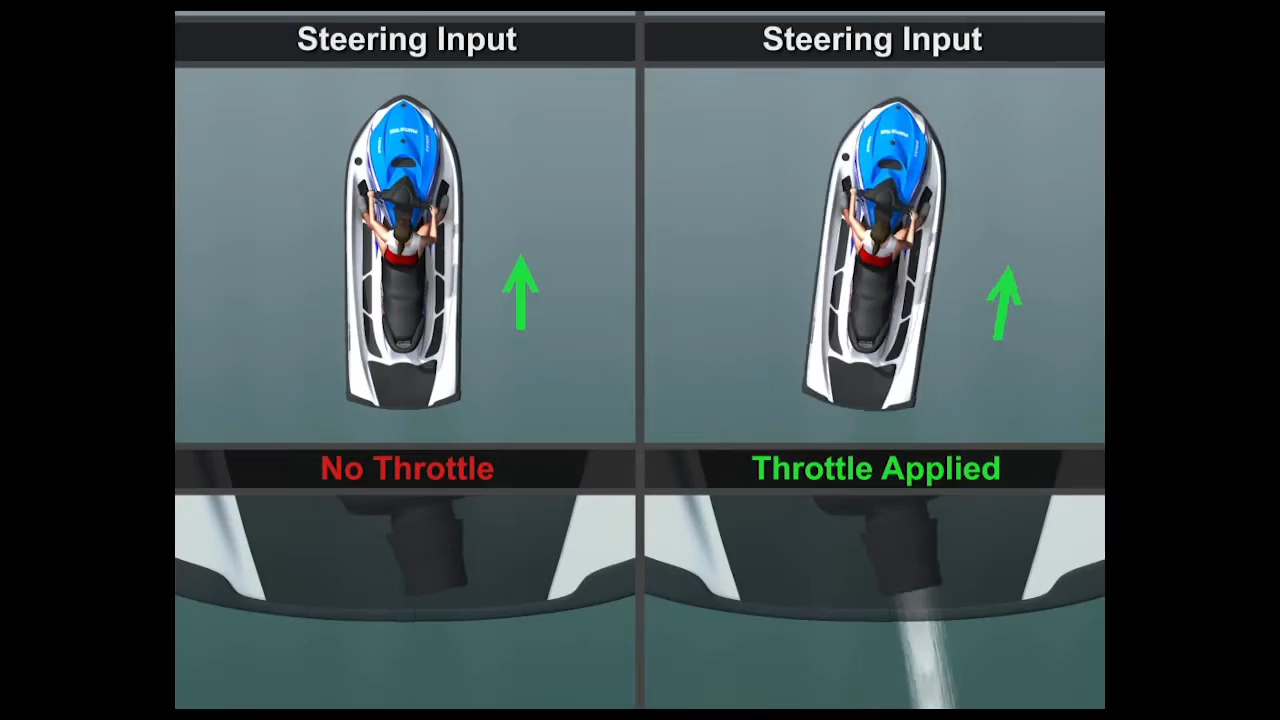 Steering Input
Steering Input
No Throttle
Throttle Applied